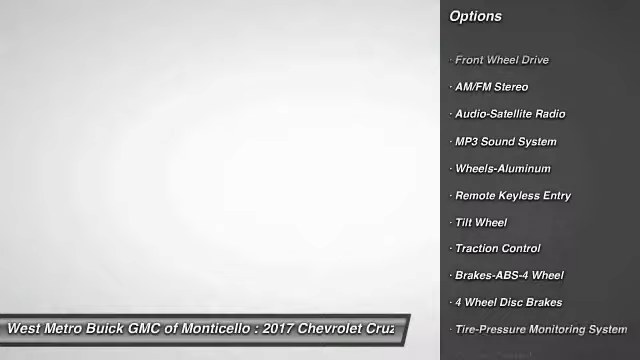 Options
· Front Wheel Drive
· AM/FM Stereo
· Audio-Satellite Radio
· MP3 Sound System
· Wheels-Aluminum
· Remote Keyless Entry
· Tilt Wheel
· Traction Control
· Brakes-ABS-4 Wheel
· 4 Wheel Disc Brakes
· Tire-Pressure Monitoring System
West Metro Buick GMC of Monticello : 2017 Chevrolet Cruz